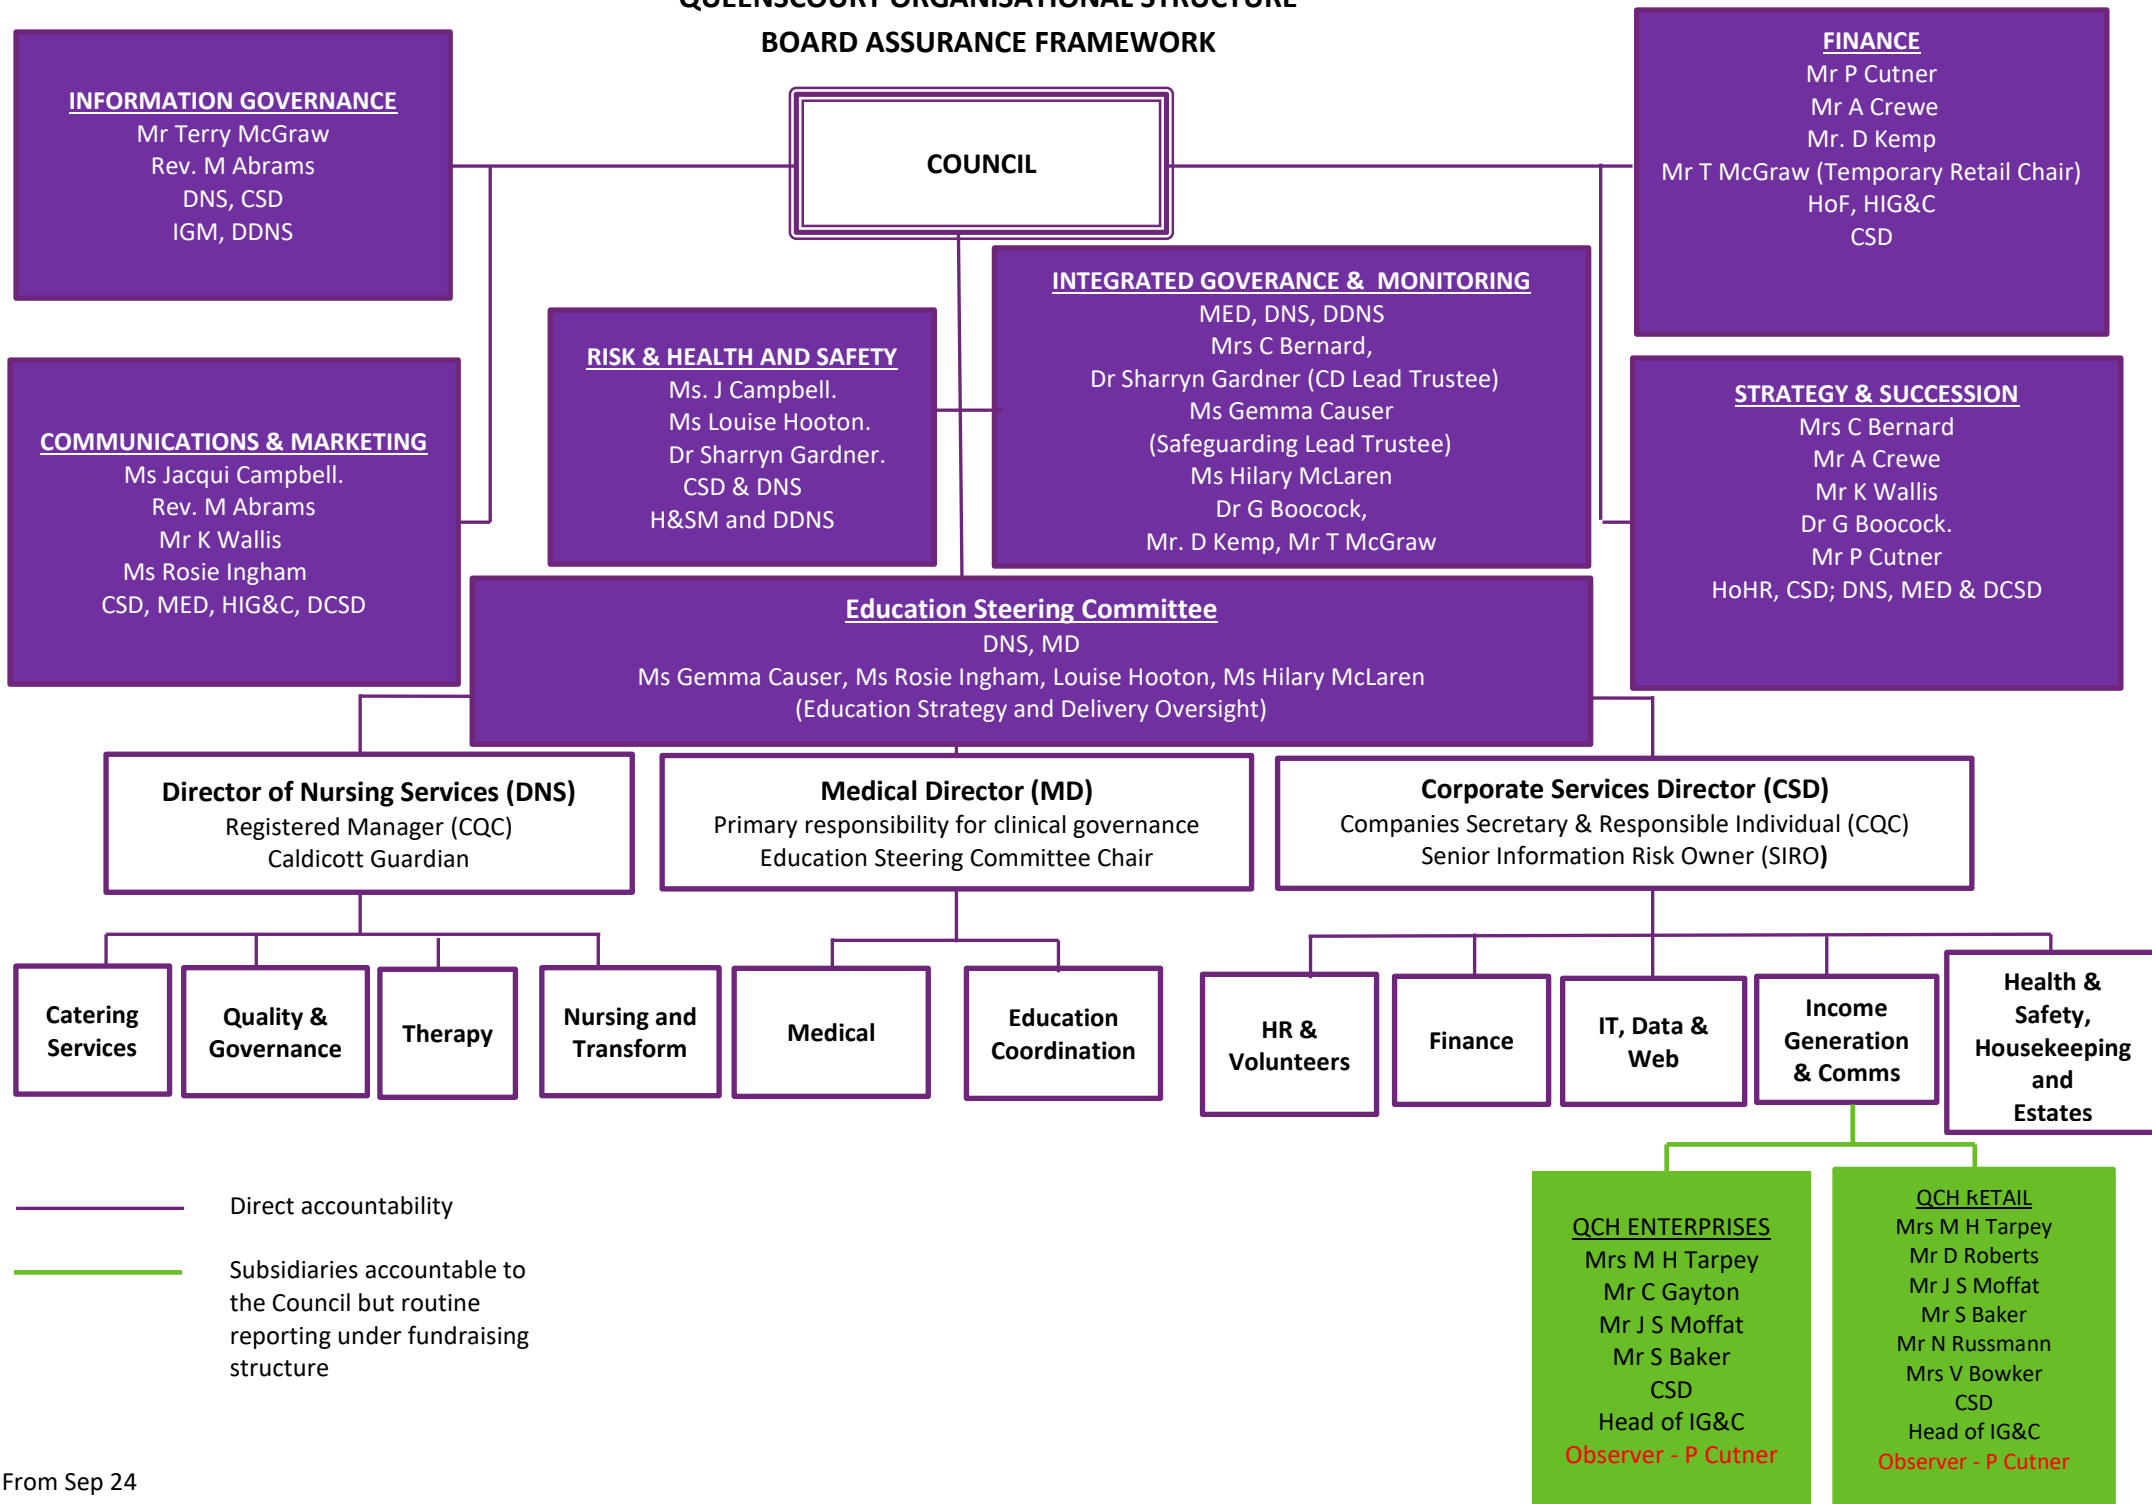 QUEENSCOURT ORGANISATIONAL STRUCTURE
BOARD ASSURANCE FRAMEWORK
INFORMATION GOVERNANCE
Mr Terry McGraw
Rev. M Abrams
DNS, CSD
IGM, DDNS
COUNCIL
FINANCE
Mr P Cutner
Mr A Crewe
Mr. D Kemp
Mr T McGraw (Temporary Retail Chair)
HoF, HIG&C
CSD
COMMUNICATIONS & MARKETING
Ms Jacqui Campbell.
Rev. M Abrams
Mr K Wallis
Ms Rosie Ingham
CSD, MED, HIG&C, DCSD
RISK & HEALTH AND SAFETY
Ms. J Campbell.
Ms Louise Hooton.
Dr Sharryn Gardner.
CSD & DNS
H&SM and DDNS
INTEGRATED GOVERANCE & MONITORING
MED, DNS, DDNS
Mrs C Bernard,
Dr Sharryn Gardner (CD Lead Trustee)
Ms Gemma Causer
(Safeguarding Lead Trustee)
Ms Hilary McLaren
Dr G Boocock,
Mr. D Kemp, Mr T McGraw
STRATEGY & SUCCESSION
Mrs C Bernard
Mr A Crewe
Mr K Wallis
Dr G Boocock.
Mr P Cutner
HoHR, CSD; DNS, MED & DCSD
Education Steering Committee
DNS, MD
Ms Gemma Causer, Ms Rosie Ingham, Louise Hooton, Ms Hilary McLaren
(Education Strategy and Delivery Oversight)
Director of Nursing Services (DNS)
Registered Manager (CQC)
Caldicott Guardian
Medical Director (MD)
Primary responsibility for clinical governance
Education Steering Committee Chair
Corporate Services Director (CSD)
Companies Secretary & Responsible Individual (CQC)
Senior Information Risk Owner (SIRO)
Catering
Services
Quality &
Governance
Therapy
Nursing and
Transform
Medical
Education
Coordination
HR &
Volunteers
Finance
IT, Data &
Web
Income
Generation
& Comms
Health &
Safety,
Housekeeping
and
Estates
Direct accountability
Subsidiaries accountable to
the Council but routine
reporting under fundraising
structure
QCH ENTERPRISES
Mrs M H Tarpey
Mr C Gayton
Mr J S Moffat
Mr S Baker
CSD
Head of IG&C
Observer - P Cutner
QCH RETAIL
Mrs M H Tarpey
Mr D Roberts
Mr J S Moffat
Mr S Baker
Mr N Russmann
Mrs V Bowker
CSD
Head of IG&C
Observer - P Cutner
From Sep 24